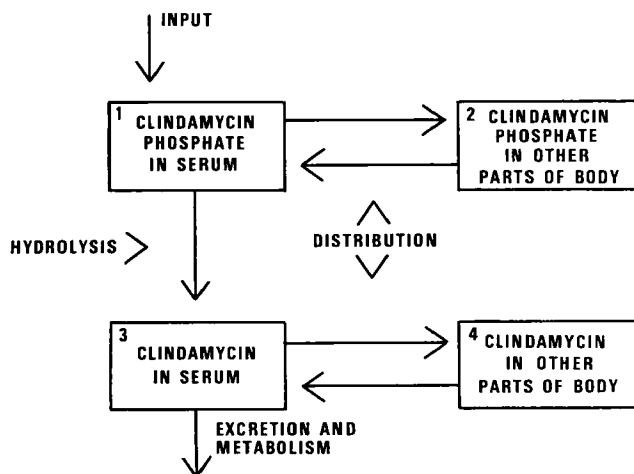 INPUT
1
CLINDAMYCIN
PHOSPHATE
IN SERUM
2
CLINDAMYCIN
PHOSPHATE
IN OTHER
PARTS OF BODY
HYDROLYSIS
DISTRIBUTION
3
CLINDAMYCIN
IN SERUM
4
CLINDAMYCIN
IN OTHER
PARTS OF BODY
EXCRETION AND
METABOLISM